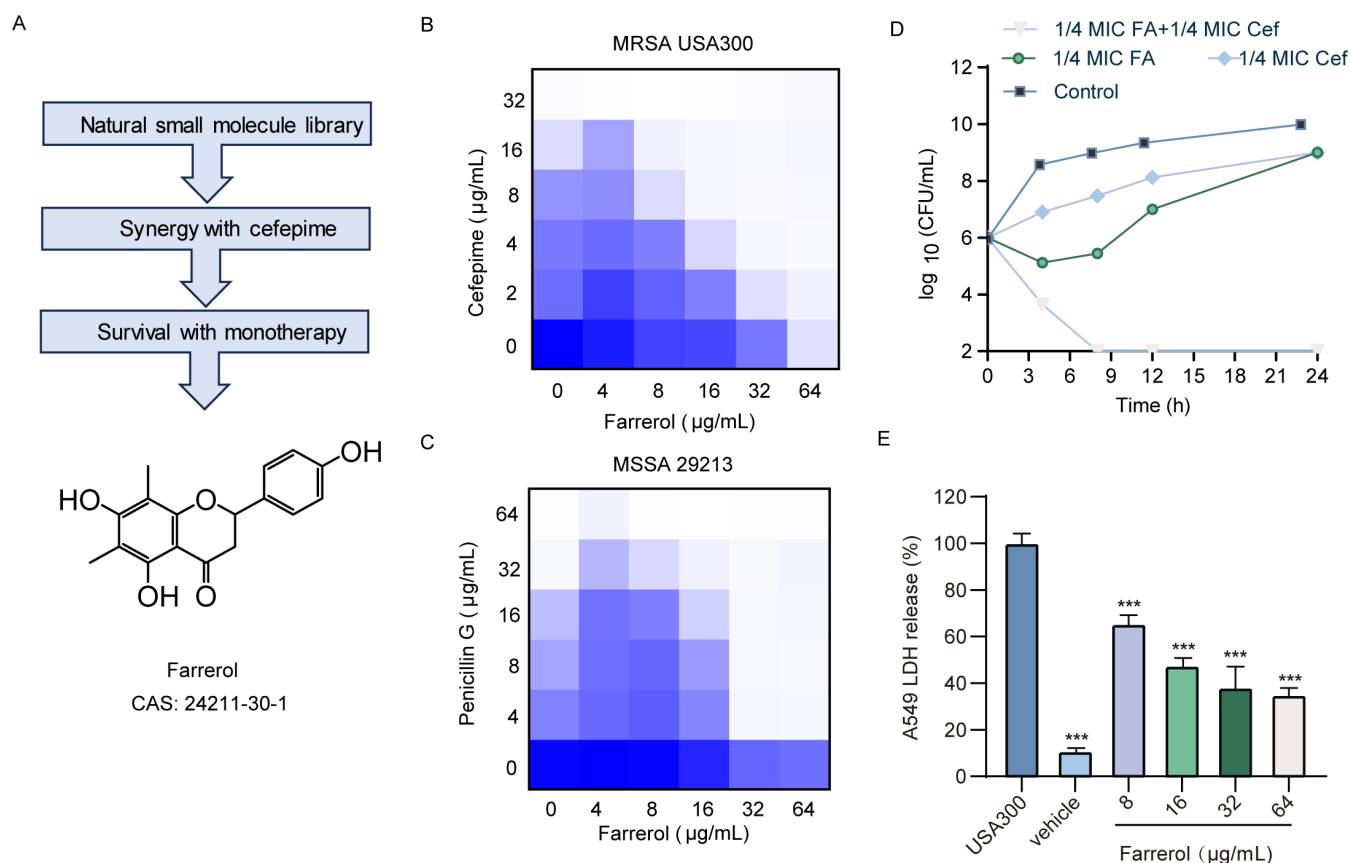 A
Natural small molecule library
Synergy with cefepime
Survival with monotherapy
OH
HO
O
OH
O
Farrerol
CAS: 24211-30-1
B
MRSA USA300
Cefepime (µg/mL)
32
16
8
4
2
0
0 4 8 16 32 64
Farrerol (µg/mL)
C
MSSA 29213
Penicillin G (µg/mL)
64
32
16
8
4
0
0 4 8 16 32 64
Farrerol (µg/mL)
D
1/4 MIC FA+1/4 MIC Cef
1/4 MIC FA 1/4 MIC Cef
Control
log 10 (CFU/mL)
12
10
8
6
4
2
0 3 6 9 12 15 18 21 24
Time (h)
E
A549 LDH release (%)
120
100
80
60
40
20
0
*** *** *** *** ***
USA300 vehicle 8 16 32 64
Farrerol (µg/mL)